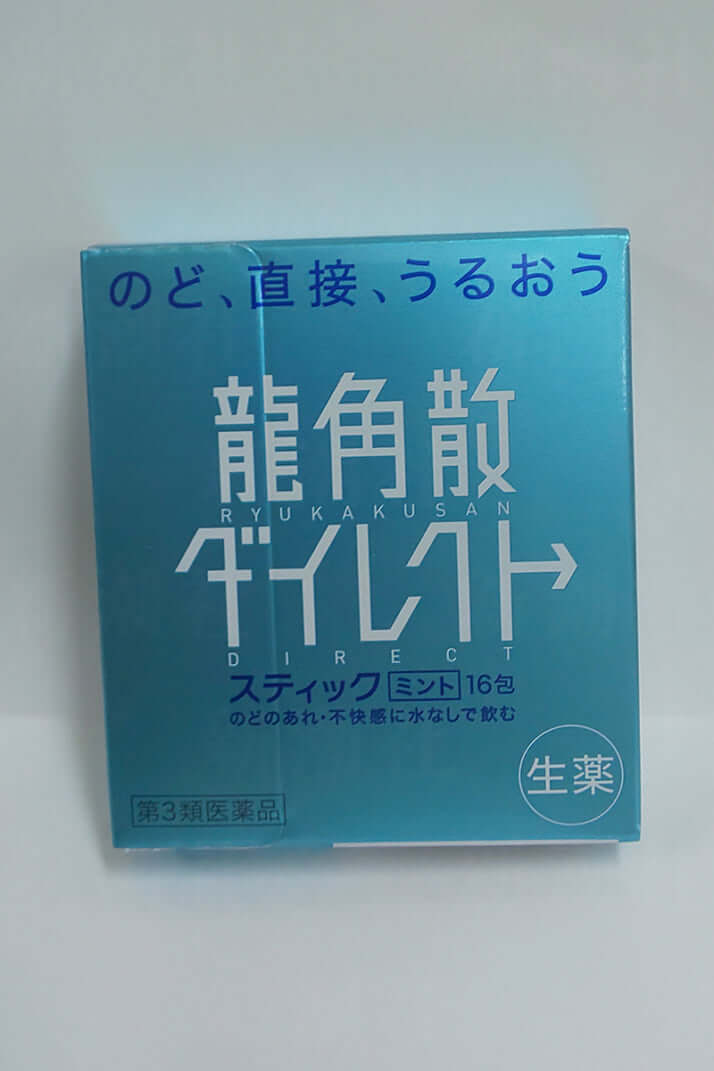 のど、直接、うるおう
龍角散
RYUKAKUSAN
ダイレクト
DIRECT
スティック ミント 16包
のどのあれ・不快感に水なしで飲む
生薬
第3類医薬品